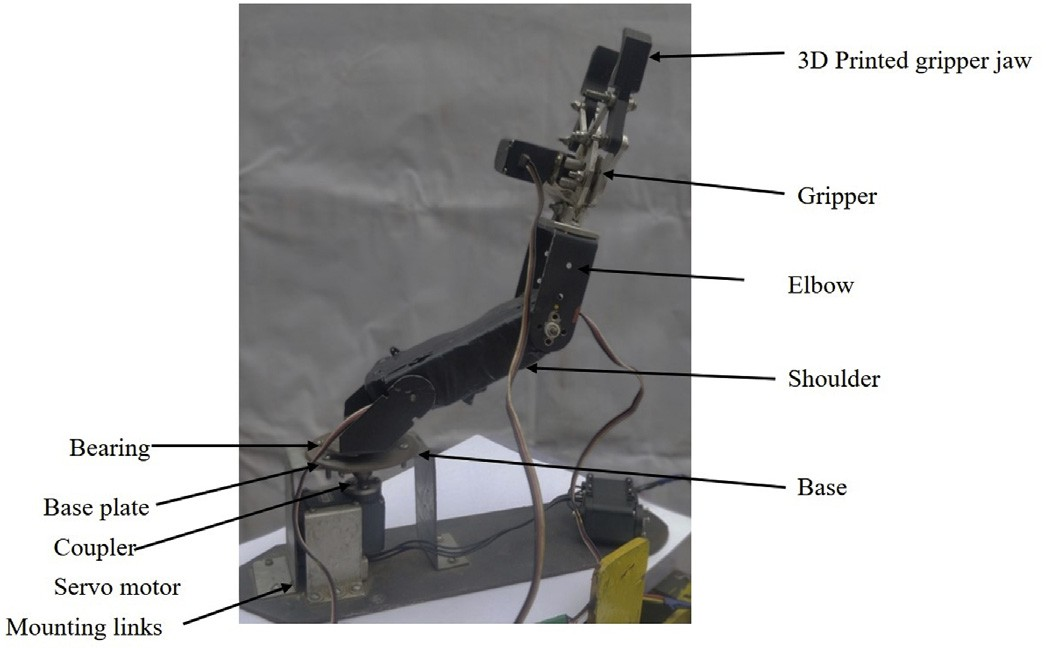 3D Printed gripper jaw
Gripper
Elbow
Shoulder
Bearing
Base
Base plate
Coupler
Servo motor
Mounting links